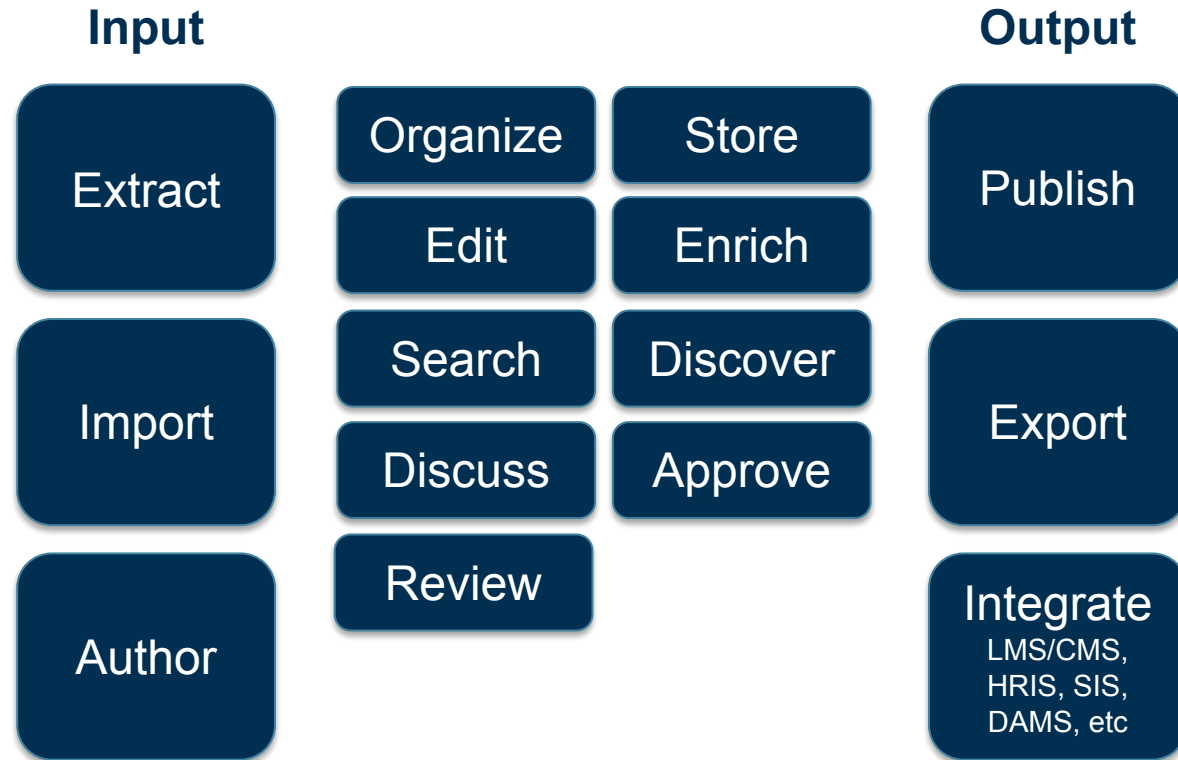 Input
Output
Extract
Import
Author
Organize
Store
Edit
Enrich
Search
Discover
Discuss
Approve
Review
Publish
Export
Integrate
LMS/CMS,
HRIS, SIS,
DAMS, etc